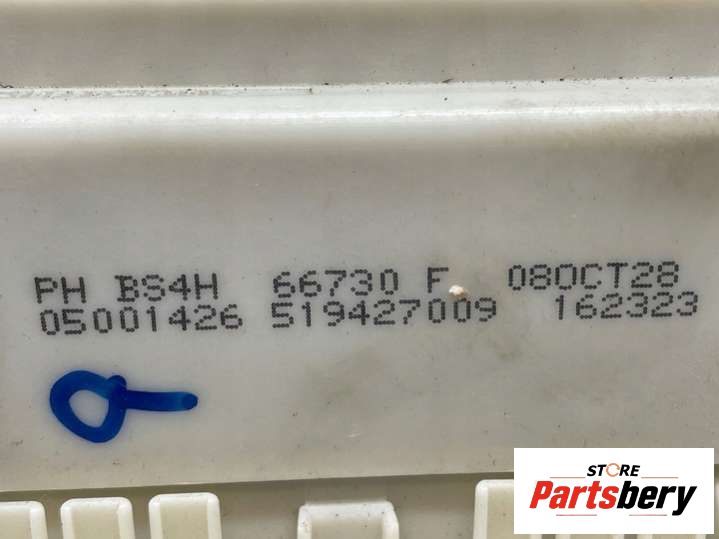 PH BS4H 66730 F 08OCT28
05001426 519427009 162323
STORE
Partsbery